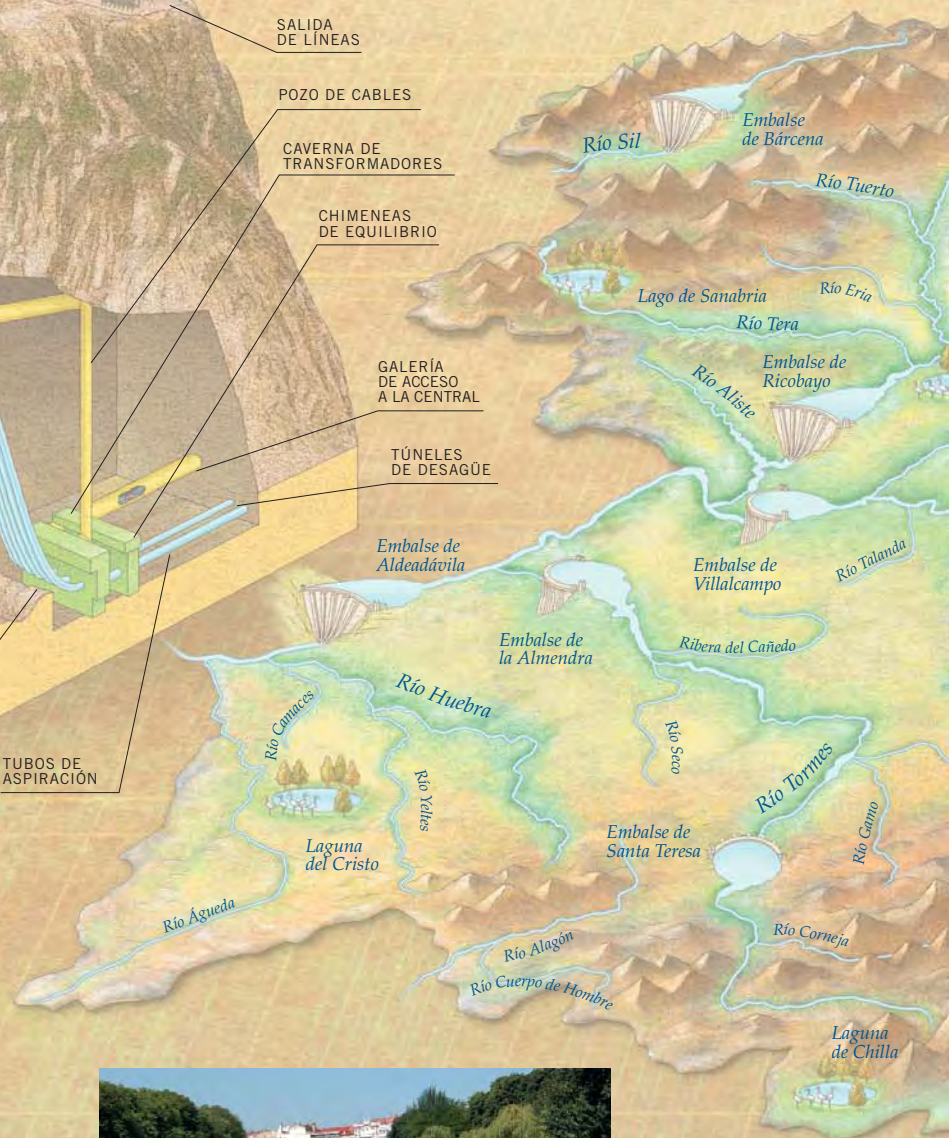 SALIDA
DE LÍNEAS
POZO DE CABLES
CAVERNA DE
TRANSFORMADORES
CHIMENEAS
DE EQUILIBRIO
GALERÍA
DE ACCESO
A LA CENTRAL
TÚNELES
DE DESAGÜE
TUBOS DE
ASPIRACIÓN
Río Sil
Embalse
de Bárcena
Río Tuerto
Lago de Sanabria
Río Eria
Río Tera
Embalse de
Ricobayo
Río Aliste
Embalse de
Aldeadávila
Embalse de
Villalcampo
Río Talanda
Embalse de
la Almendra
Ribera del Cañedo
Río Huebra
Río Camaces
Río Seco
Río Yeltes
Río Tormes
Laguna
del Cristo
Embalse de
Santa Teresa
Río Gamo
Río Águeda
Río Alagón
Río Corneja
Río Cuerpo de Hombre
Laguna
de Chilla